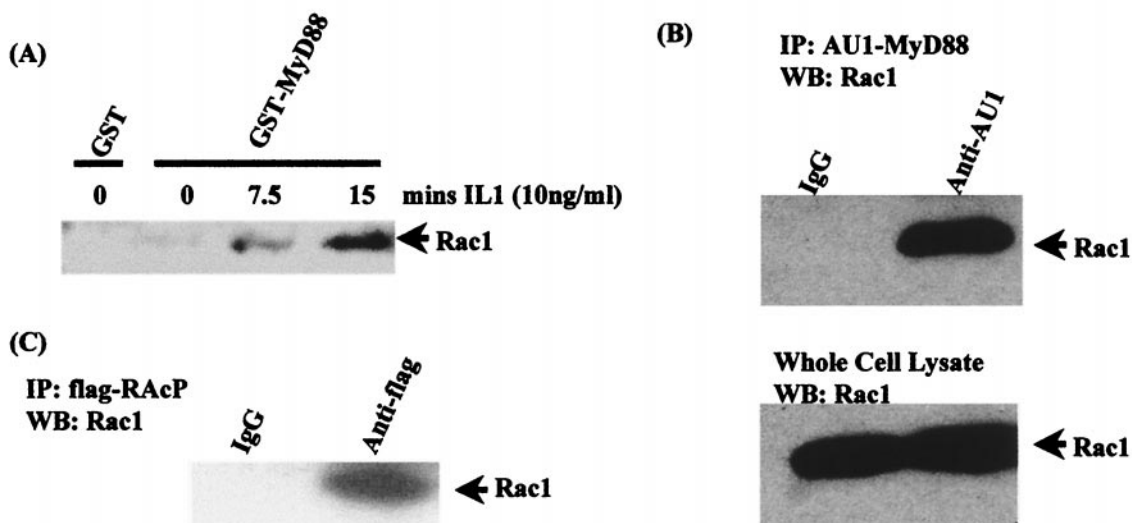 (A)
GST
GST-MyD88
0 0 7.5 15 mins IL1 (10ng/ml)
Rac1
(B)
IP: AU1-MyD88
WB: Rac1
IgG
Anti-AU1
Rac1
Whole Cell Lysate
WB: Rac1
Rac1
(C)
IP: flag-RAcP
WB: Rac1
IgG
Anti-flag
Rac1